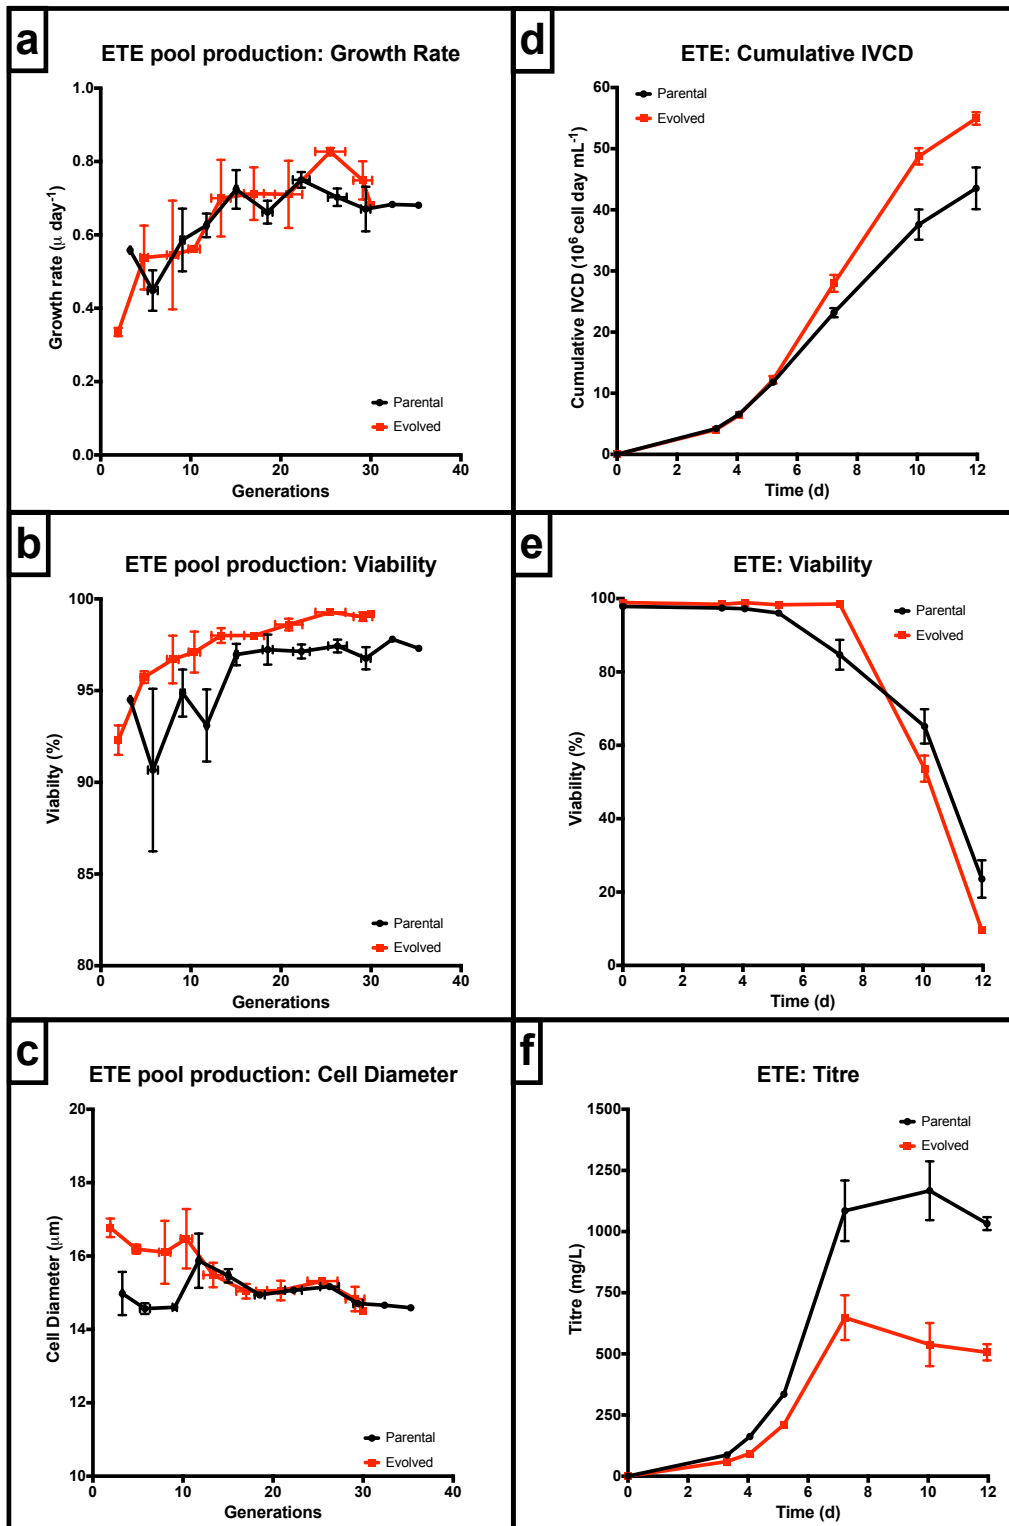 a
ETE pool production: Growth Rate
1.0
0.8
0.6
0.4
0.2
0.0
Growth rate (μ day-1)
0 10 20 30 40
Generations
Parental
Evolved
b
ETE pool production: Viability
100
95
90
85
80
Viabilty (%)
0 10 20 30 40
Generations
Parental
Evolved
c
ETE pool production: Cell Diameter
20
18
16
14
12
10
Cell Diameter (μm)
0 10 20 30 40
Generations
Parental
Evolved
d
ETE: Cumulative IVCD
60
50
40
30
20
10
0
Cumulative IVCD (10⁶ cell day mL⁻¹)
0 2 4 6 8 10 12
Time (d)
Parental
Evolved
e
ETE: Viability
100
80
60
40
20
0
Viability (%)
0 2 4 6 8 10 12
Time (d)
Parental
Evolved
f
ETE: Titre
1500
1250
1000
750
500
250
0
Titre (mg/L)
0 2 4 6 8 10 12
Time (d)
Parental
Evolved